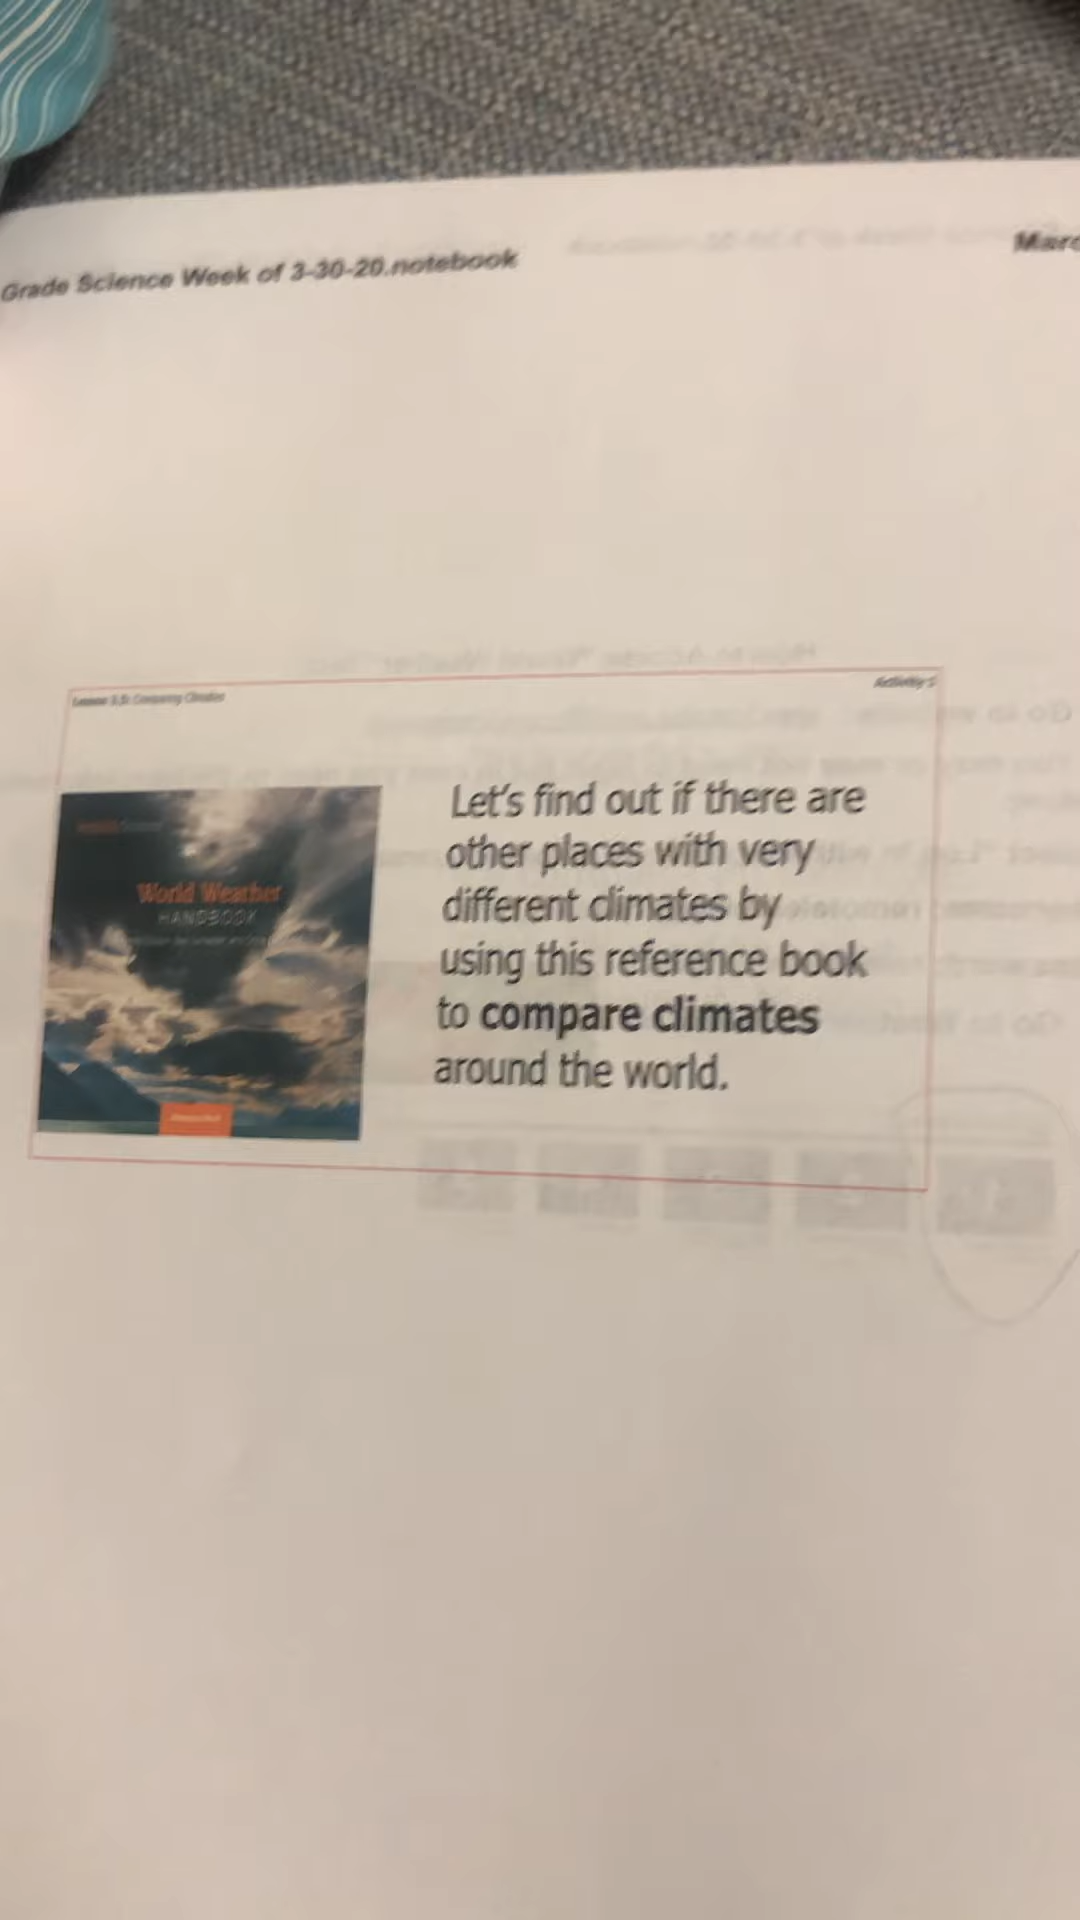 Grade Science Week of 3-30-20.notebook
Marc
Lesson 3.5: Comparing Climates
Activity
Let's find out if there are
other places with very
different climates by
using this reference book
to compare climates
around the world.
World Weather
HANDBOOK